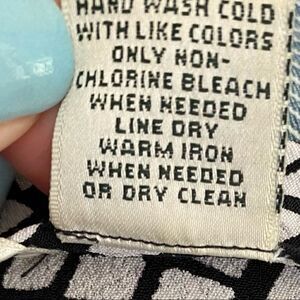 HAND WASH COLD
WITH LIKE COLORS
ONLY NON-
CHLORINE BLEACH
WHEN NEEDED
LINE DRY
WARM IRON
WHEN NEEDED
OR DRY CLEAN